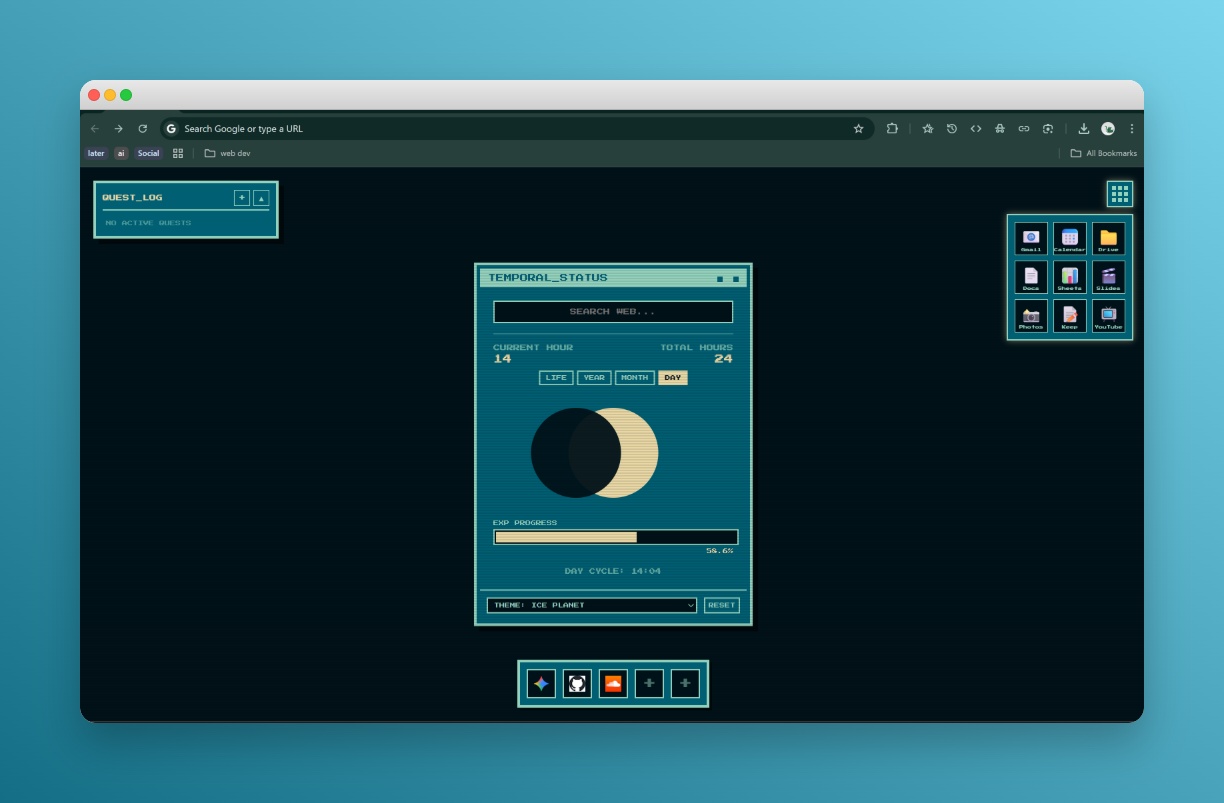 Search Google or type a URL
later ai Social web dev All Bookmarks
QUEST_LOG + ▲
NO ACTIVE QUESTS
Gmail Calendar Drive
Docs Sheets Slides
Photos Keep YouTube
TEMPORAL_STATUS
SEARCH WEB...
CURRENT HOUR TOTAL HOURS
14 24
LIFE YEAR MONTH DAY
EXP PROGRESS
58.6%
DAY CYCLE: 14:04
THEME: ICE PLANET RESET